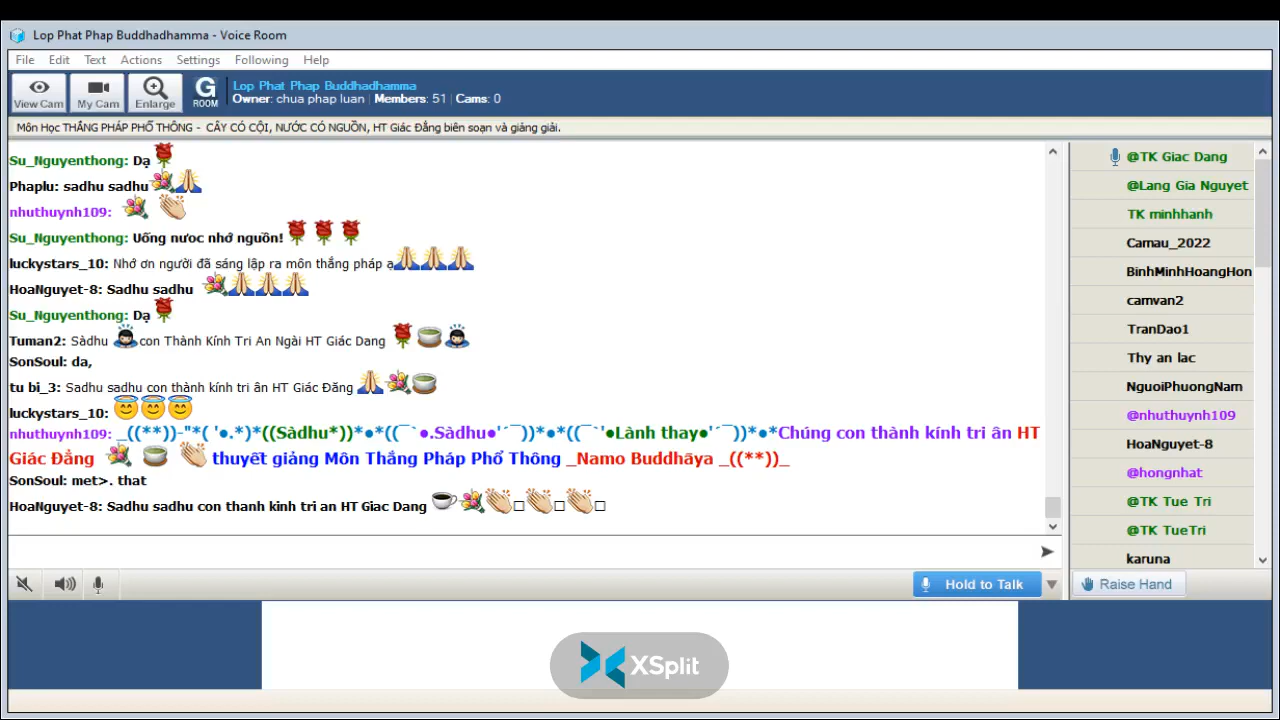 Lop Phat Phap Buddhadhamma - Voice Room
File Edit Text Actions Settings Following Help
View Cam My Cam Enlarge G ROOM
Lop Phat Phap Buddhadhamma
Owner: chua phap luan | Members: 51 | Cams: 0
Môn Học THẮNG PHÁP PHỔ THÔNG - CÂY CÓ CỘI, NƯỚC CÓ NGUỒN, HT Giác Đẳng biên soạn và giảng giải.
Su_Nguyenthong: Dạ
Phaplu: sadhu sadhu
nhuthuynh109:
Su_Nguyenthong: Uống nưoc nhớ nguồn!
luckystars_10: Nhớ ơn người đã sáng lập ra môn thắng pháp ạ
HoaNguyet-8: Sadhu sadhu
Su_Nguyenthong: Dạ
Tuman2: Sàdhu con Thành Kính Tri An Ngài HT Giác Dang
SonSoul: da,
tu bi_3: Sadhu sadhu con thành kính tri ân HT Giác Đăng
luckystars_10:
nhuthuynh109: _((**))-"*( '●.*)*((Sàdhu*))*●*((¯`●.Sàdhu●'´¯))*●*((¯`'●Lành thay●'´¯))*●*Chúng con thành kính tri ân HT
Giác Đẳng thuyết giảng Môn Thắng Pháp Phổ Thông _Namo Buddhāya _((**))_
SonSoul: met>. that
HoaNguyet-8: Sadhu sadhu con thanh kinh tri an HT Giac Dang
Hold to Talk
@TK Giac Dang
@Lang Gia Nguyet
TK minhhanh
Camau_2022
BinhMinhHoangHon
camvan2
TranDao1
Thy an lac
NguoiPhuongNam
@nhuthuynh109
HoaNguyet-8
@hongnhat
@TK Tue Tri
@TK TueTri
karuna
Raise Hand
XSplit